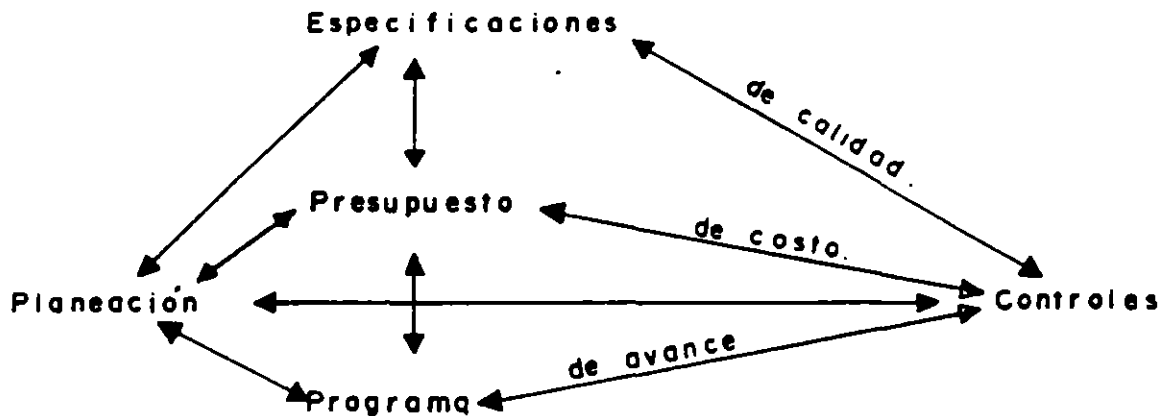 Especificaciones
de calidad.
Presupuesto
de costo.
Planeación
Controles
de avance
Programa